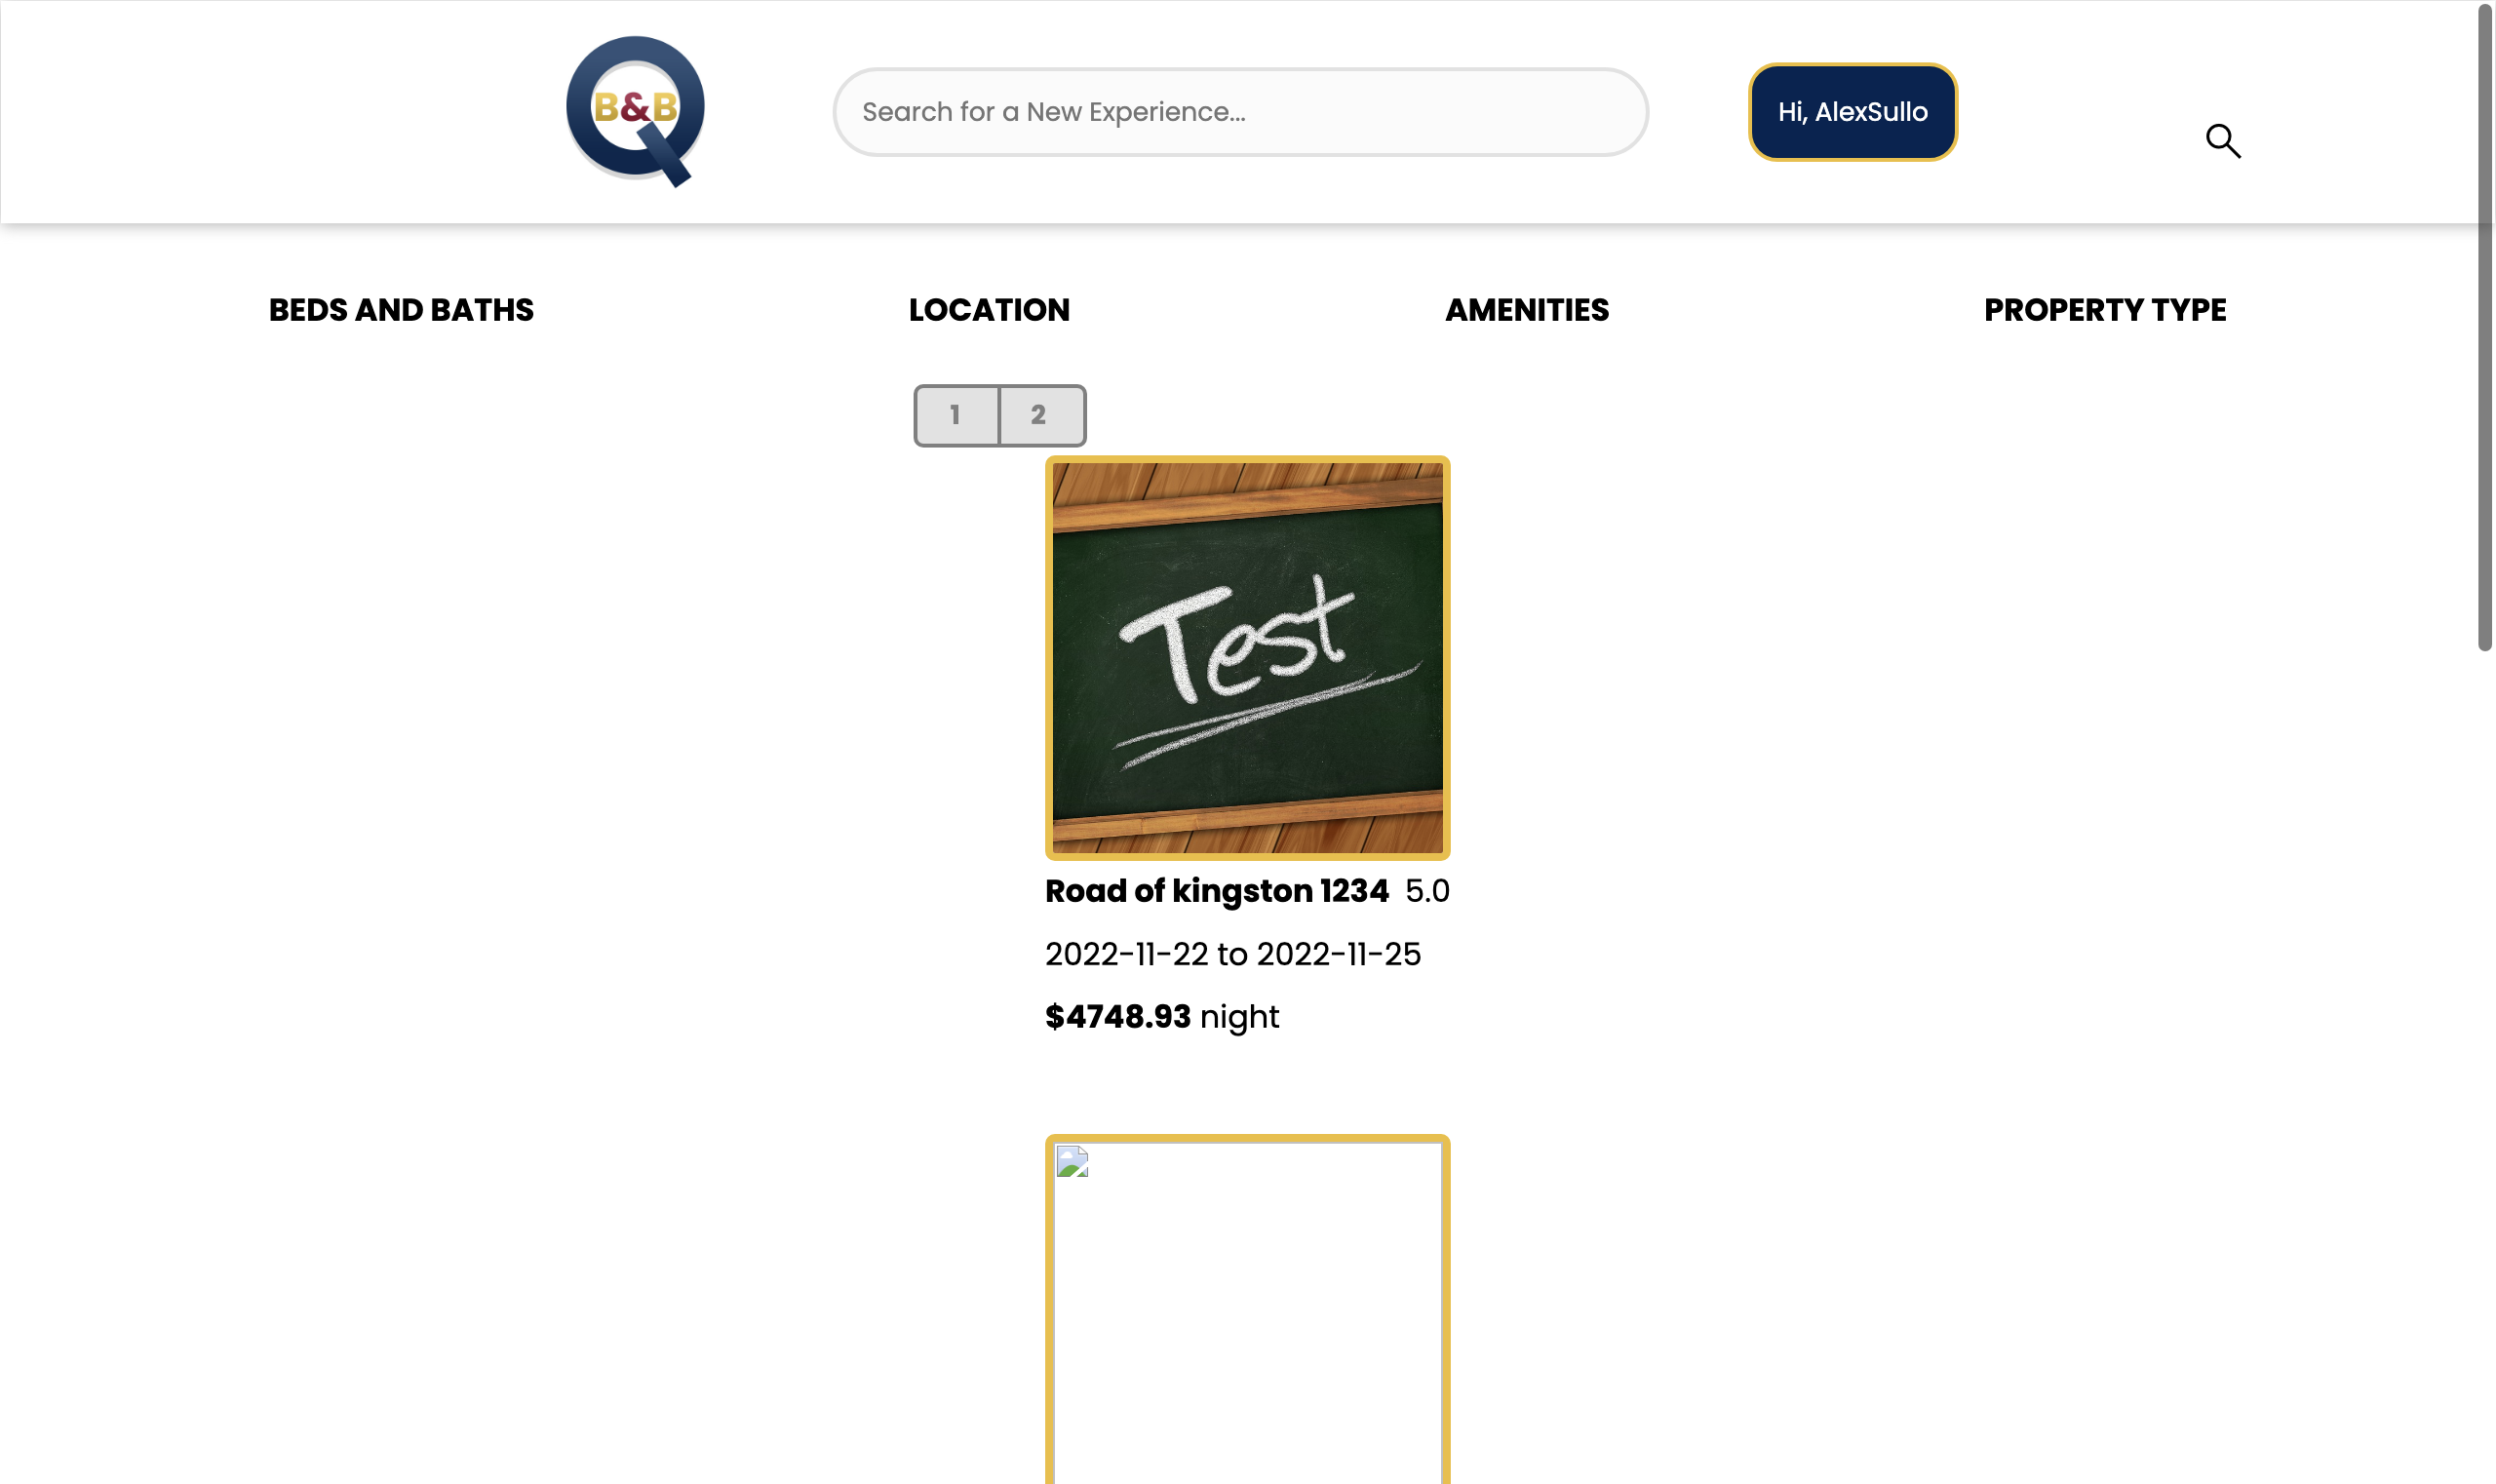 B&B
Search for a New Experience...
Hi, AlexSullo
BEDS AND BATHS
LOCATION
AMENITIES
PROPERTY TYPE
1 2
Test
Road of kingston 1234 5.0
2022-11-22 to 2022-11-25
$4748.93 night